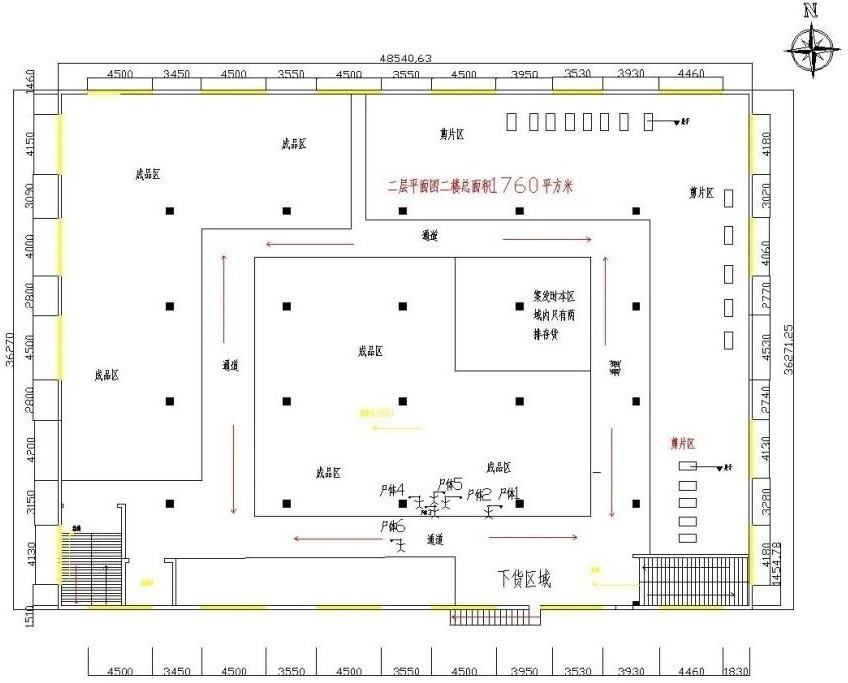 N
48540,63
4500 3450 4500 3550 4500 3550 4500 3950 3530 3930 4460
1460
4150
3090
4000
2800
4500
2800
4200
3150
4130
1510
36270
成品区
成品区
剪片区
剪片区
二层平面图二楼总面积1760平方米
通道
案发时本区
域内只有两
排存货
成品区
通道
通道
成品区
剪片区
成品区
成品区
尸体4
尸体5
尸体2
尸体1
尸体6
通道
下货区域
4180
3020
4060
2770
4530
2740
4130
3280
4180
1454,78
36271,25
4500 3450 4500 3550 4500 3550 4500 3950 3530 3930 4460 1830